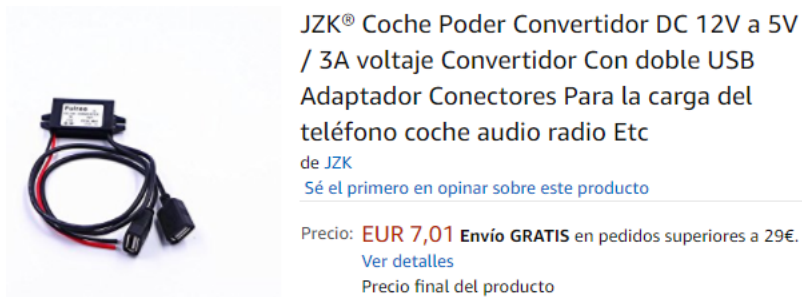 JZK® Coche Poder Convertidor DC 12V a 5V
/ 3A voltaje Convertidor Con doble USB
Adaptador Conectores Para la carga del
teléfono coche audio radio Etc
de JZK
Sé el primero en opinar sobre este producto
Precio: EUR 7,01 Envío GRATIS en pedidos superiores a 29€.
Ver detalles
Precio final del producto